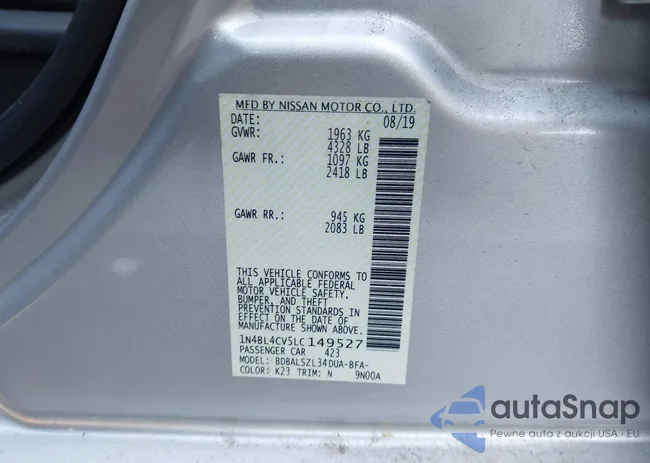 MFD BY NISSAN MOTOR CO., LTD.
DATE: 08/19
GVWR: 1963 KG
4328 LB
GAWR FR.: 1097 KG
2418 LB
GAWR RR.: 945 KG
2083 LB
THIS VEHICLE CONFORMS TO
ALL APPLICABLE FEDERAL
MOTOR VEHICLE SAFETY,
BUMPER, AND THEFT
PREVENTION STANDARDS IN
EFFECT ON THE DATE OF
MANUFACTURE SHOWN ABOVE.
1N4BL4CV5LC149527
PASSENGER CAR 423
MODEL: BDBALSZL34DUA-BFA-
COLOR: K23 TRIM: N 9N00A
autoSnap
Pewne auta z aukcji USA i EU